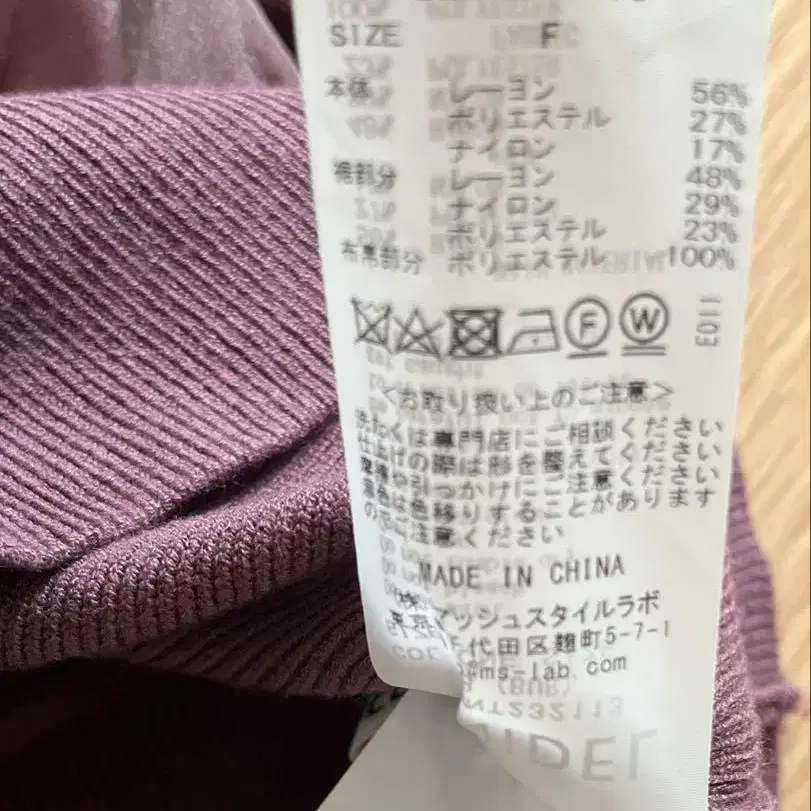 SIZE F
本体 レーヨン 56%
ポリエステル 27%
ナイロン 17%
裾部分 レーヨン 48%
ナイロン 29%
ポリエステル 23%
布帛部分 ポリエステル 100%
F W
E011
<お取り扱い上のご注意>
洗たくは専門店にご相談ください
仕上げの際は形を整えてください
摩擦や引っかけにご注意ください
濃色は色移りすることがあります
のでご注意ください
MADE IN CHINA
マッシュスタイルラボ
千代田区麹町5-7-1
@ms-lab.com